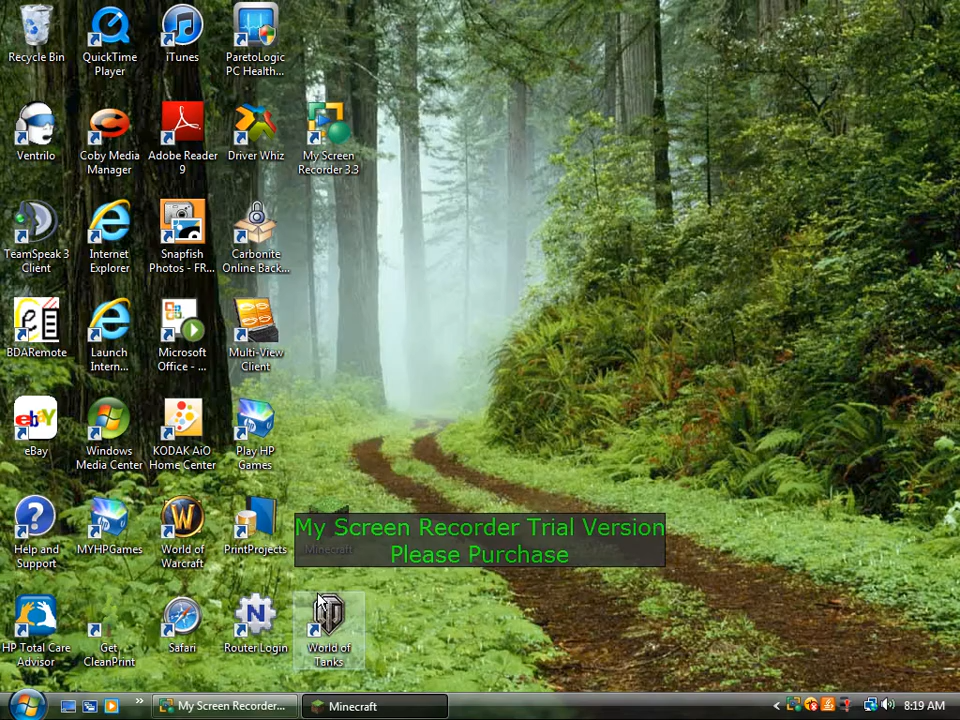 Recycle Bin
QuickTime
Player
iTunes
ParetoLogic
PC Health...
Ventrilo
Coby Media
Manager
Adobe Reader
9
Driver Whiz
My Screen
Recorder 3.3
TeamSpeak 3
Client
Internet
Explorer
Snapfish
Photos - FR...
Carbonite
Online Back...
BDARemote
Launch
Intern...
Microsoft
Office - ...
Multi-View
Client
eBay
Windows
Media Center
KODAK AiO
Home Center
Play HP
Games
Help and
Support
MYHPGames
World of
Warcraft
PrintProjects
Minecraft
My Screen Recorder Trial Version
Please Purchase
HP Total Care
Advisor
Get
CleanPrint
Safari
Router Login
World of
Tanks
My Screen Recorder...
Minecraft
8:19 AM